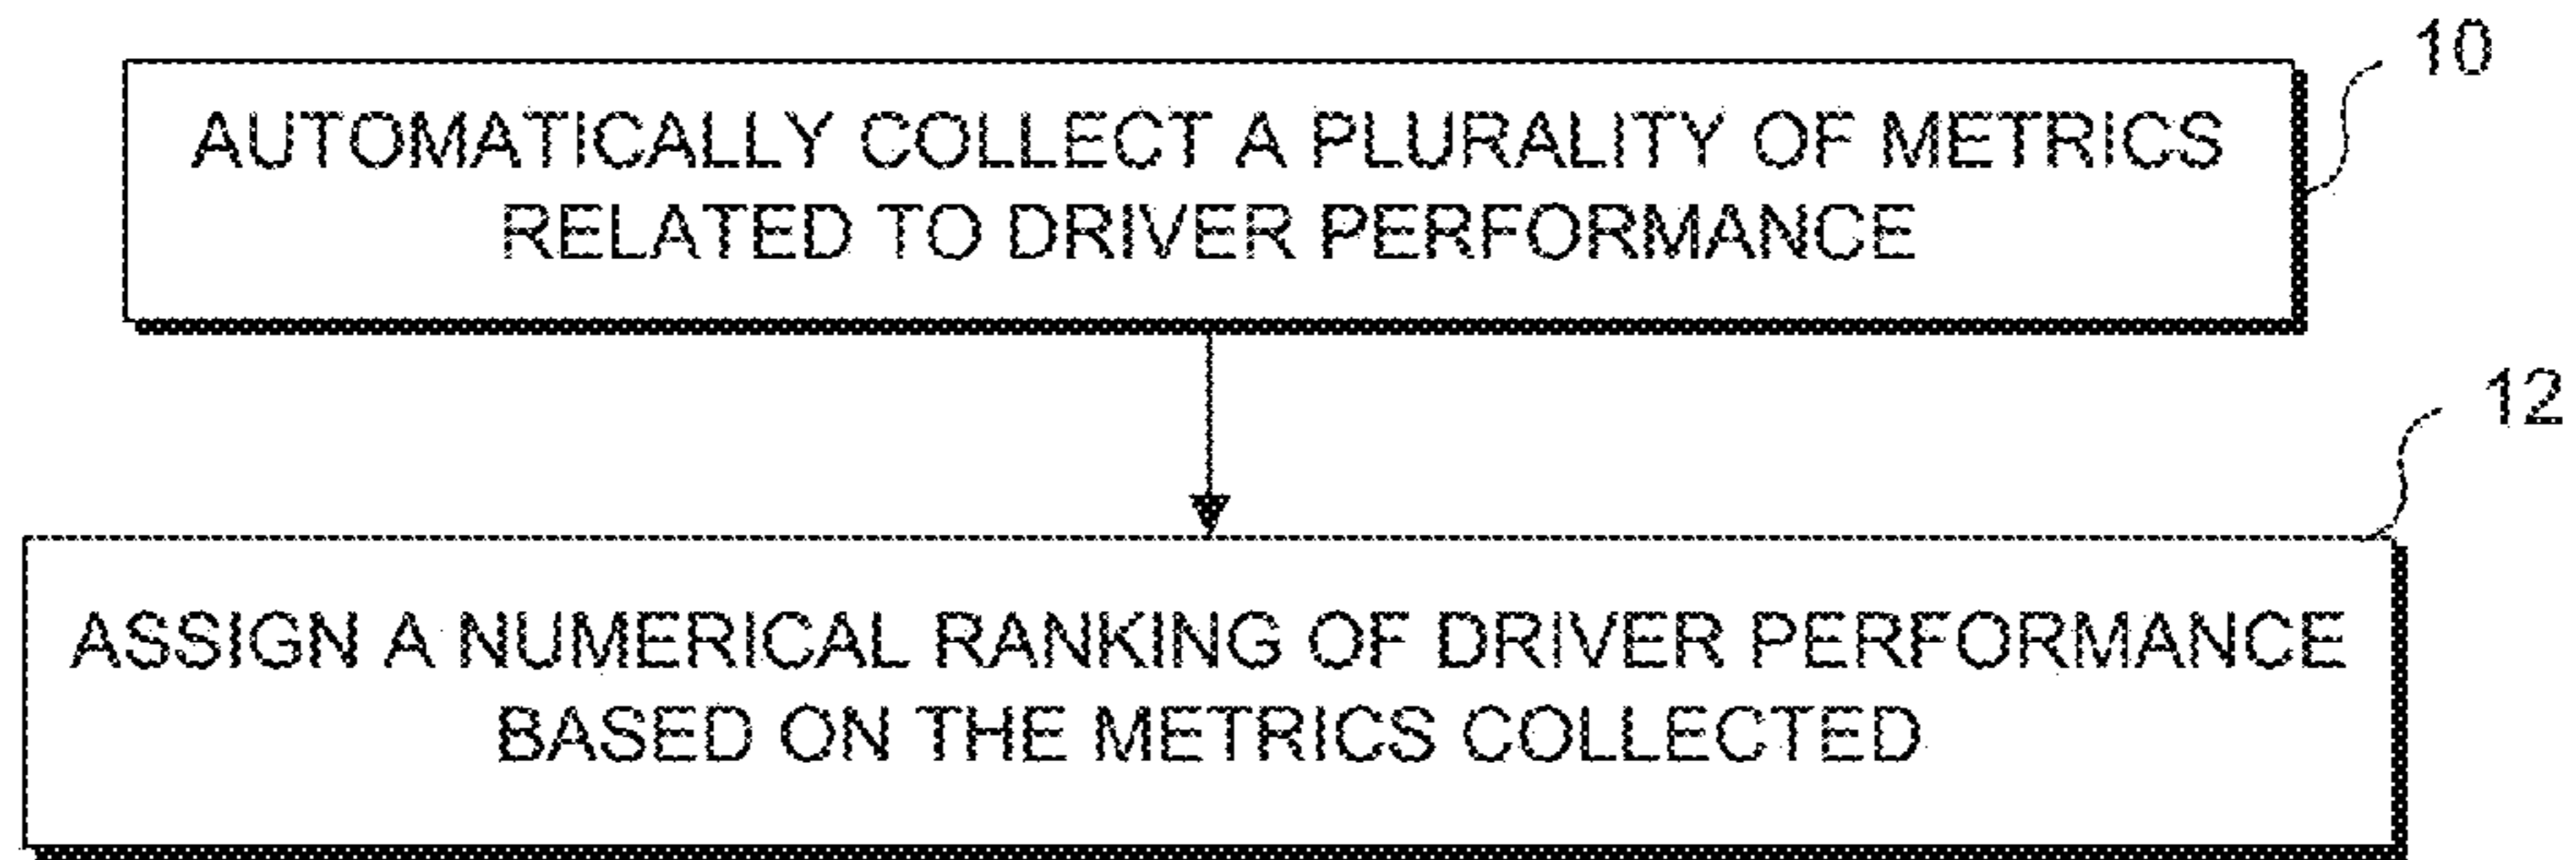 10
AUTOMATICALLY COLLECT A PLURALITY OF METRICS
RELATED TO DRIVER PERFORMANCE
12
ASSIGN A NUMERICAL RANKING OF DRIVER PERFORMANCE
BASED ON THE METRICS COLLECTED